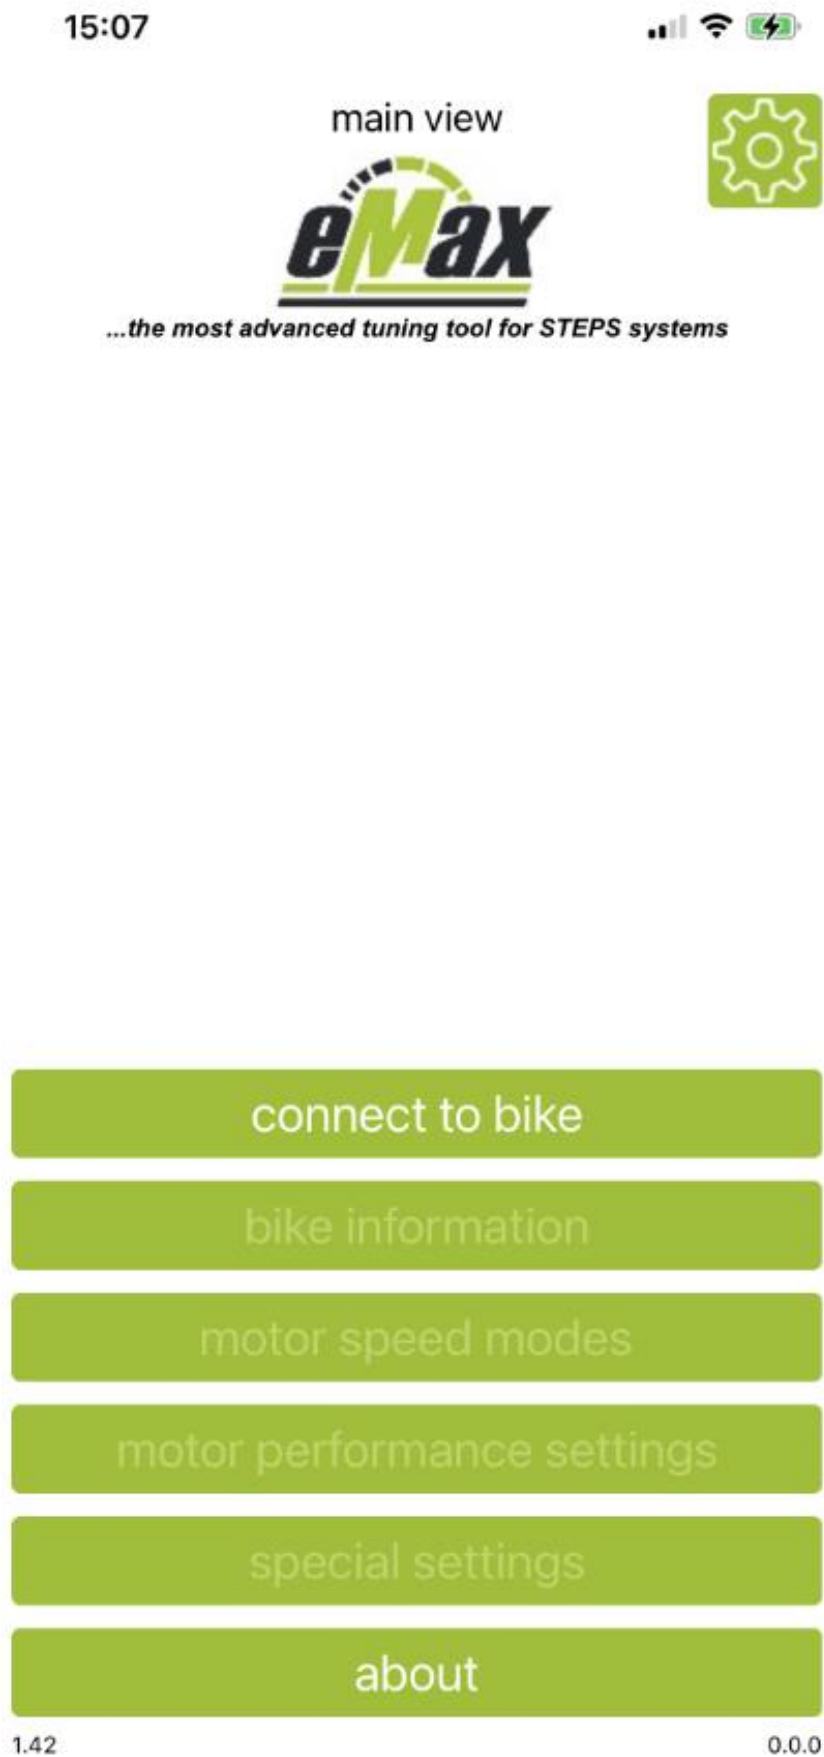 15:07
main view
eMax
...the most advanced tuning tool for STEPS systems
connect to bike
bike information
motor speed modes
motor performance settings
special settings
about
1.42
0.0.0